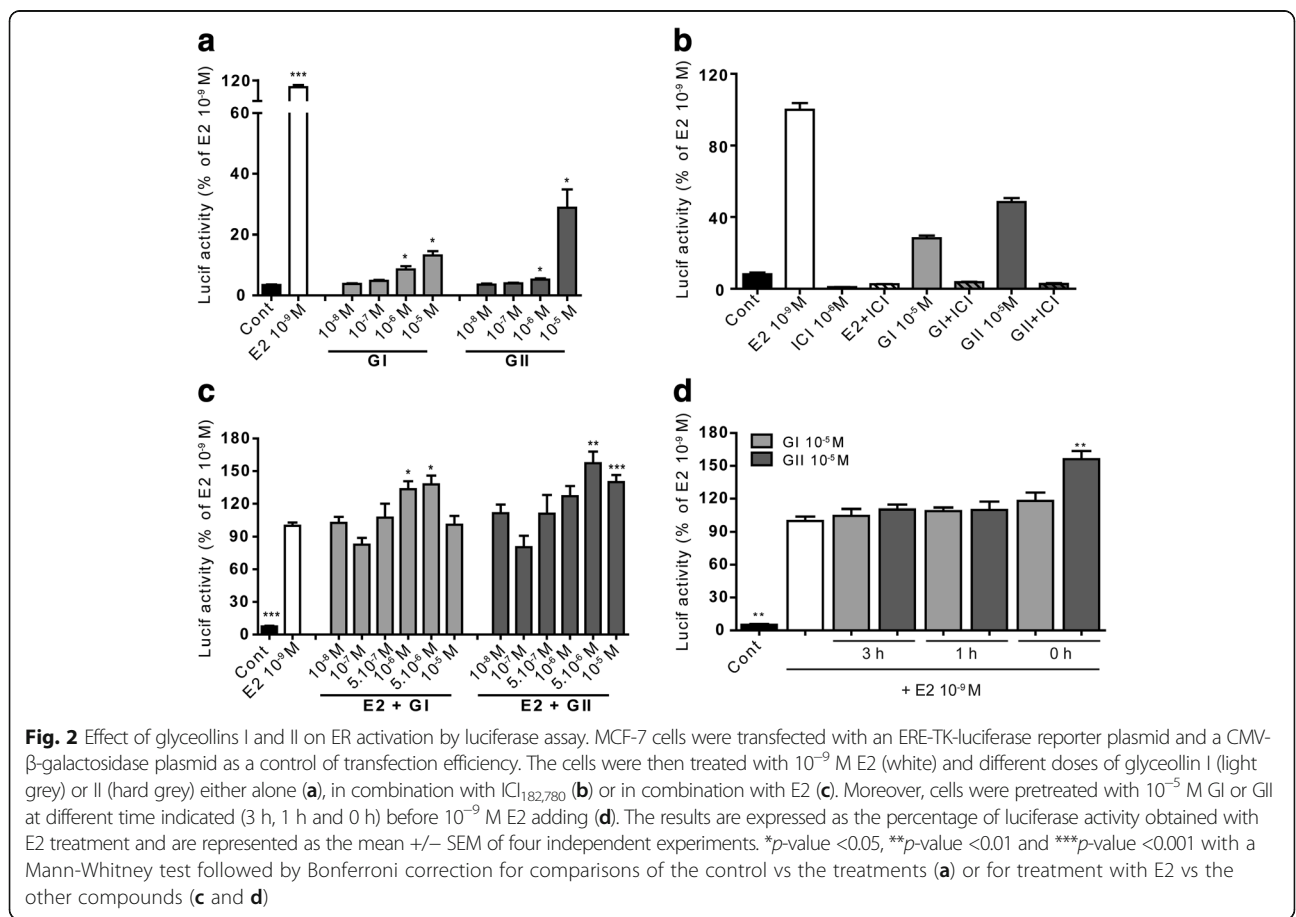 a
Lucif activity (% of E2 10⁻⁹ M)
120
60
40
20
0
***
*
*
*
*
Cont
E2 10⁻⁹ M
10⁻⁸ M
10⁻⁷ M
10⁻⁶ M
10⁻⁵ M
10⁻⁸ M
10⁻⁷ M
10⁻⁶ M
10⁻⁵ M
GI
GII
b
Lucif activity (% of E2 10⁻⁹ M)
120
80
40
0
Cont
E2 10⁻⁹ M
ICI 10⁻⁶ M
E2+ICI
GI 10⁻⁵ M
GI+ICI
GII 10⁻⁵ M
GII+ICI
c
Lucif activity (% of E2 10⁻⁹ M)
180
150
120
90
60
30
0
***
*
*
**
***
Cont
E2 10⁻⁹ M
10⁻⁸ M
10⁻⁷ M
5.10⁻⁷ M
10⁻⁶ M
5.10⁻⁶ M
10⁻⁵ M
10⁻⁸ M
10⁻⁷ M
5.10⁻⁷ M
10⁻⁶ M
5.10⁻⁶ M
10⁻⁵ M
E2 + GI
E2 + GII
d
Lucif activity (% of E2 10⁻⁹ M)
180
150
120
90
60
30
0
GI 10⁻⁵ M
GII 10⁻⁵ M
**
**
Cont
3 h
1 h
0 h
+ E2 10⁻⁹ M
Fig. 2 Effect of glyceollins I and II on ER activation by luciferase assay. MCF-7 cells were transfected with an ERE-TK-luciferase reporter plasmid and a CMV-
β-galactosidase plasmid as a control of transfection efficiency. The cells were then treated with 10⁻⁹ M E2 (white) and different doses of glyceollin I (light
grey) or II (hard grey) either alone (a), in combination with ICI₁₈₂,₇₈₀ (b) or in combination with E2 (c). Moreover, cells were pretreated with 10⁻⁵ M GI or GII
at different time indicated (3 h, 1 h and 0 h) before 10⁻⁹ M E2 adding (d). The results are expressed as the percentage of luciferase activity obtained with
E2 treatment and are represented as the mean +/− SEM of four independent experiments. *p-value <0.05, **p-value <0.01 and ***p-value <0.001 with a
Mann-Whitney test followed by Bonferroni correction for comparisons of the control vs the treatments (a) or for treatment with E2 vs the
other compounds (c and d)